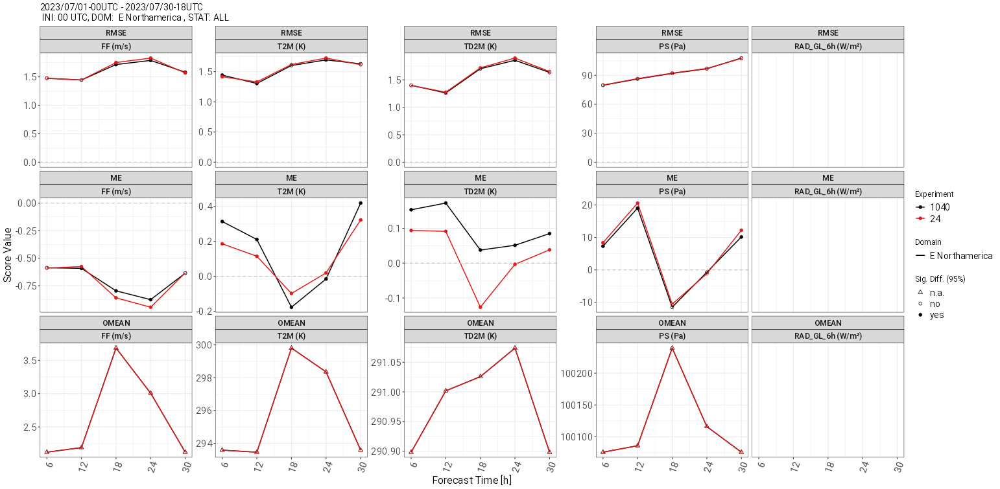 2023/07/01-00UTC - 2023/07/30-18UTC
INI: 00 UTC, DOM: E Northamerica , STAT: ALL
RMSE RMSE RMSE RMSE RMSE
FF (m/s) T2M (K) TD2M (K) PS (Pa) RAD_GL_6h (W/m²)
1.5 1.5 1.5 90
1.0 1.0 1.0 60
0.5 0.5 0.5 30
0.0 0.0 0.0 0
ME ME ME ME ME
FF (m/s) T2M (K) TD2M (K) PS (Pa) RAD_GL_6h (W/m²)
0.00 0.4 0.1 20
-0.25 0.2 0.0 10
-0.50 0.0 -0.1 0
-0.75 -0.2 -10
Score Value
OMEAN OMEAN OMEAN OMEAN OMEAN
FF (m/s) T2M (K) TD2M (K) PS (Pa) RAD_GL_6h (W/m²)
3.5 300 291.05 100200
3.0 298 291.00 100150
2.5 296 290.95 100100
294 290.90
6 12 18 24 30 6 12 18 24 30 6 12 18 24 30 6 12 18 24 30 6 12 18 24 30
Forecast Time [h]
Experiment
1040
24
Domain
E Northamerica
Sig. Diff. (95%)
n.a.
no
yes